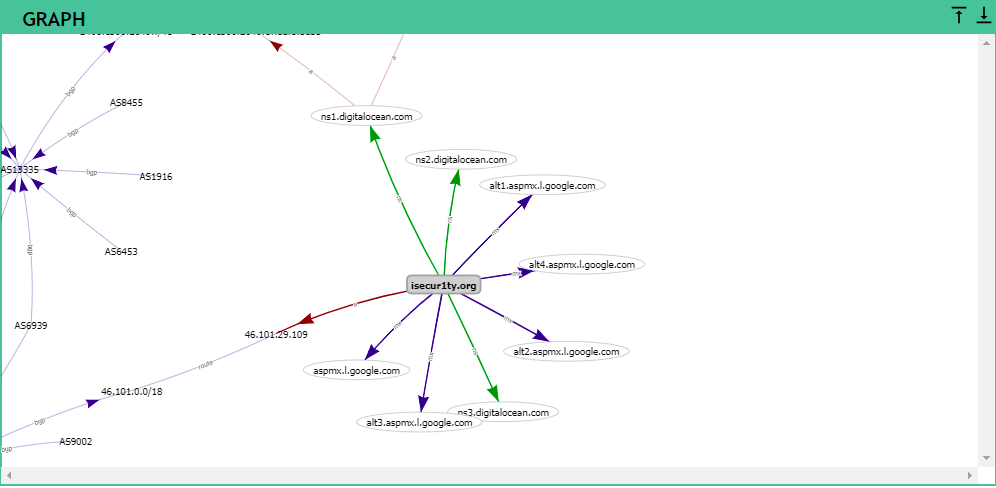 GRAPH
bgp
a
a
AS8455
ns1.digitalocean.com
bgp
ns2.digitalocean.com
AS13335
bgp
AS1916
alt1.aspmx.l.google.com
ns
bgp
ns
mx
bgp
AS6453
alt4.aspmx.l.google.com
mx
isecur1ty.org
a
AS6939
46.101.29.109
mx
mx
mx
ns
alt2.aspmx.l.google.com
route
aspmx.l.google.com
46.101.0.0/18
ns3.digitalocean.com
bgp
alt3.aspmx.l.google.com
AS9002
bgp